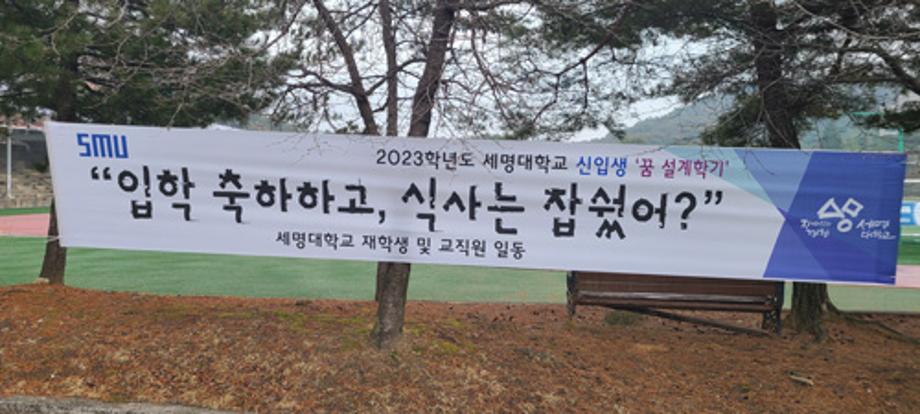 SMU
2023학년도 세명대학교 신입생 '꿈 설계학기'
“입학 축하하고, 식사는 잡쉈어?”
세명대학교 재학생 및 교직원 일동
세명
대학교